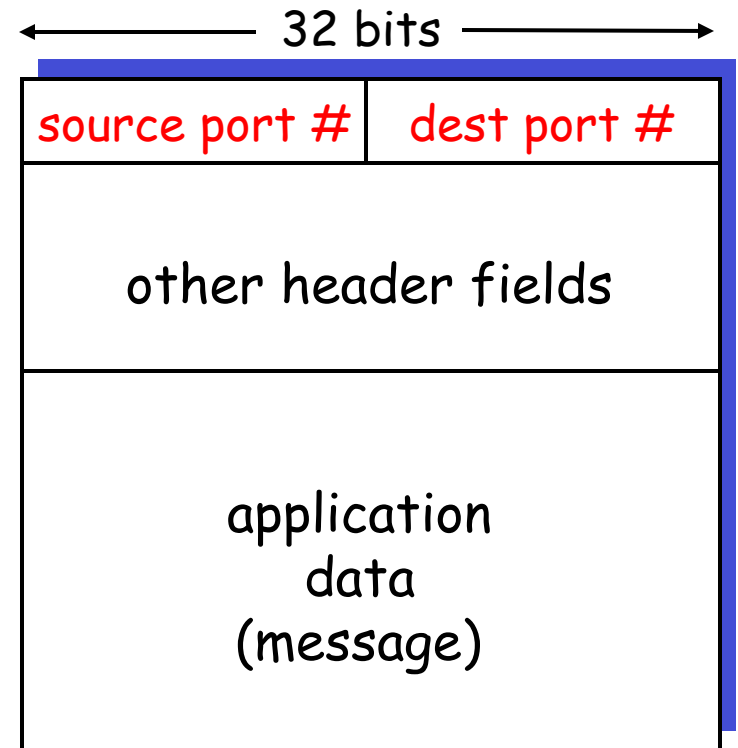 32 bits
source port # dest port #
other header fields
application
data
(message)